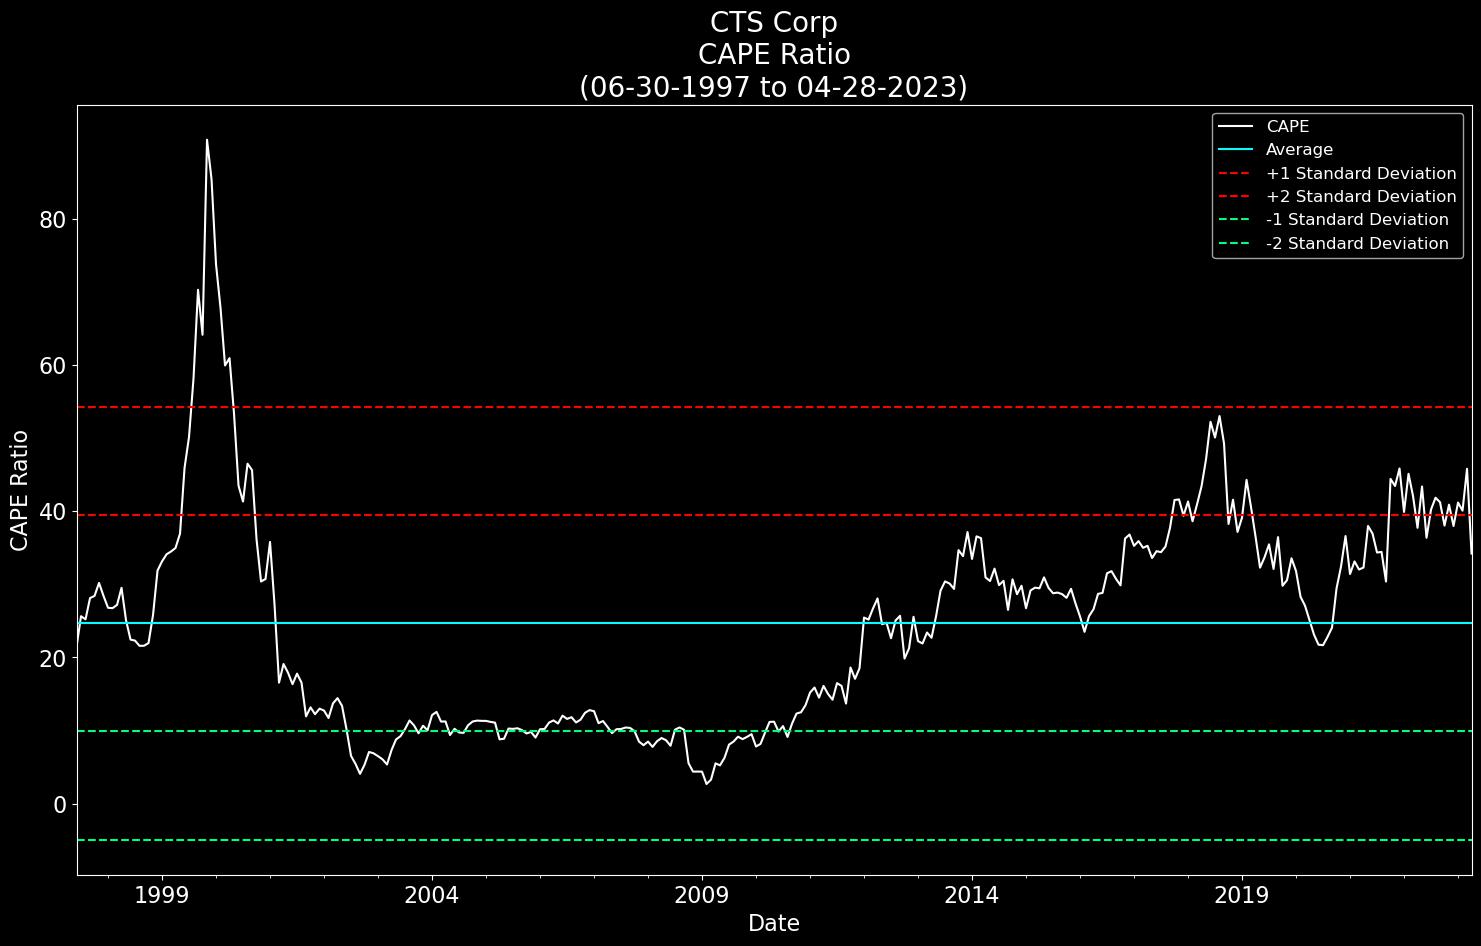 CTS Corp
CAPE Ratio
(06-30-1997 to 04-28-2023)
CAPE
Average
+1 Standard Deviation
+2 Standard Deviation
-1 Standard Deviation
-2 Standard Deviation
CAPE Ratio
80
60
40
20
0
1999 2004 2009 2014 2019
Date